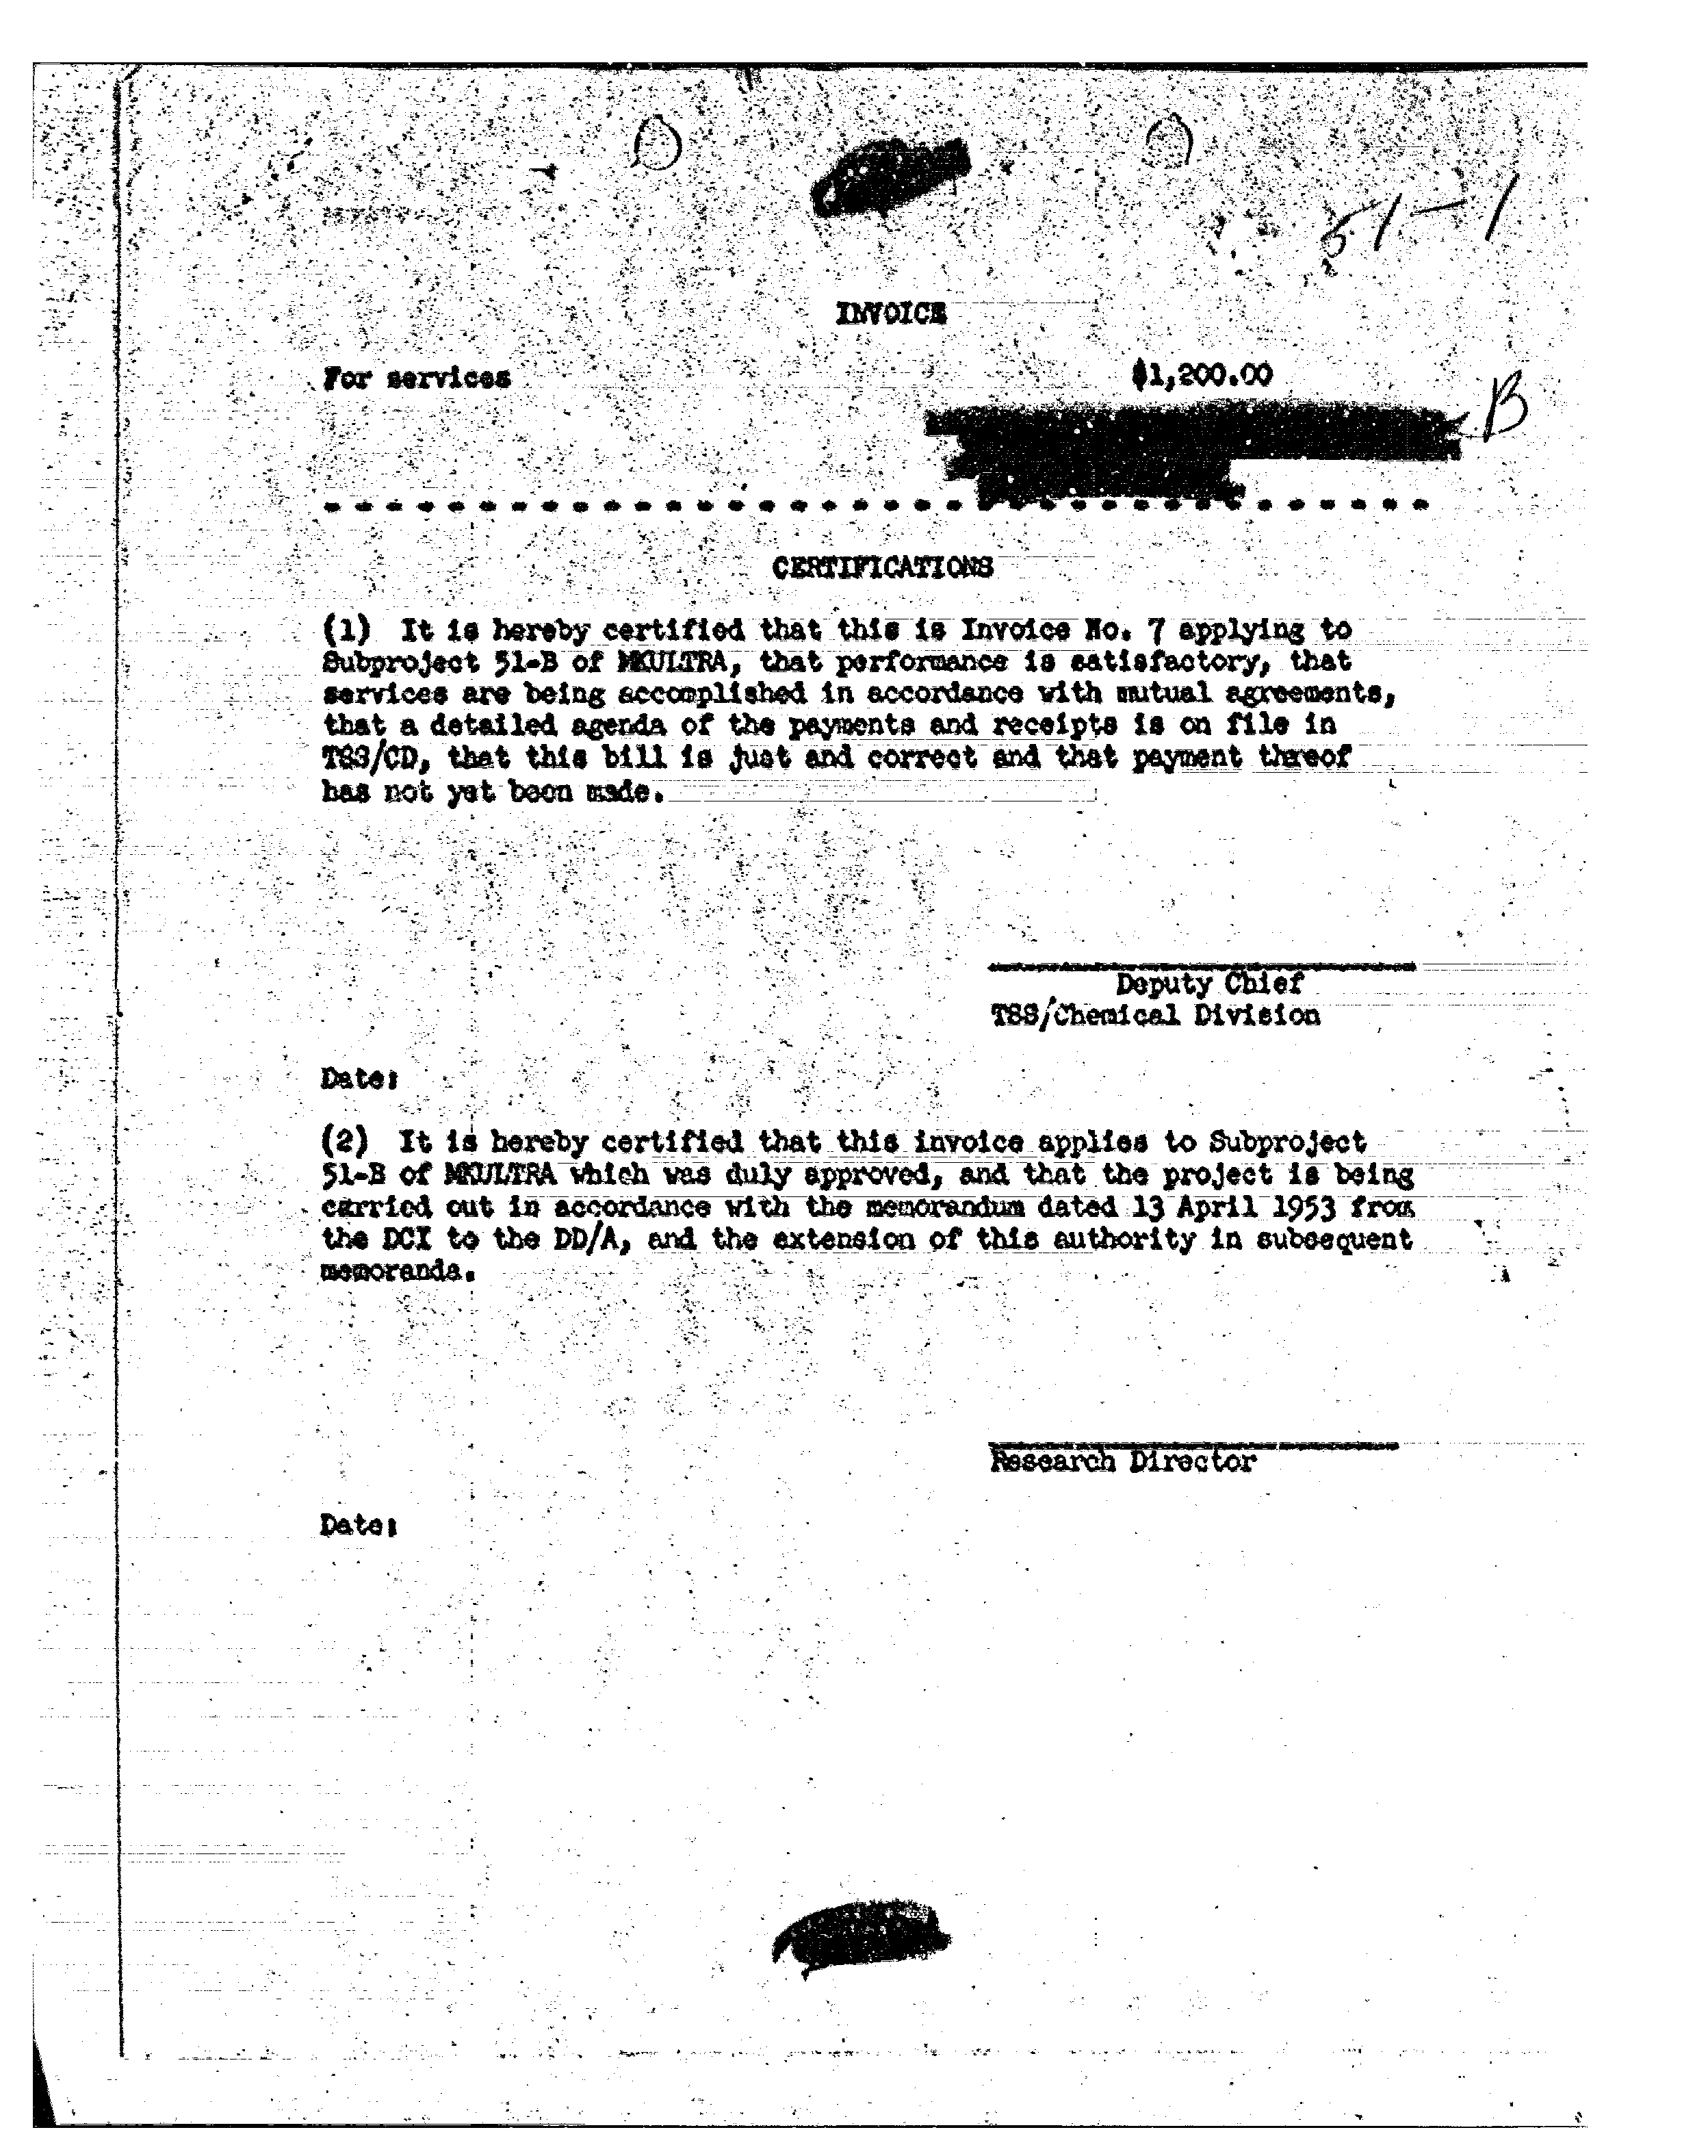 51-1
INVOICE
For services $1,200.00
B
CERTIFICATIONS
(1) It is hereby certified that this is Invoice No. 7 applying to
Subproject 51-B of MKULTRA, that performance is satisfactory, that
services are being accomplished in accordance with mutual agreements,
that a detailed agenda of the payments and receipts is on file in
TSS/CD, that this bill is just and correct and that payment thereof
has not yet been made.
Deputy Chief
TSS/Chemical Division
Date:
(2) It is hereby certified that this invoice applies to Subproject
51-B of MKULTRA which was duly approved, and that the project is being
carried out in accordance with the memorandum dated 13 April 1953 from
the DCI to the DD/A, and the extension of this authority in subsequent
memoranda.
Research Director
Date: